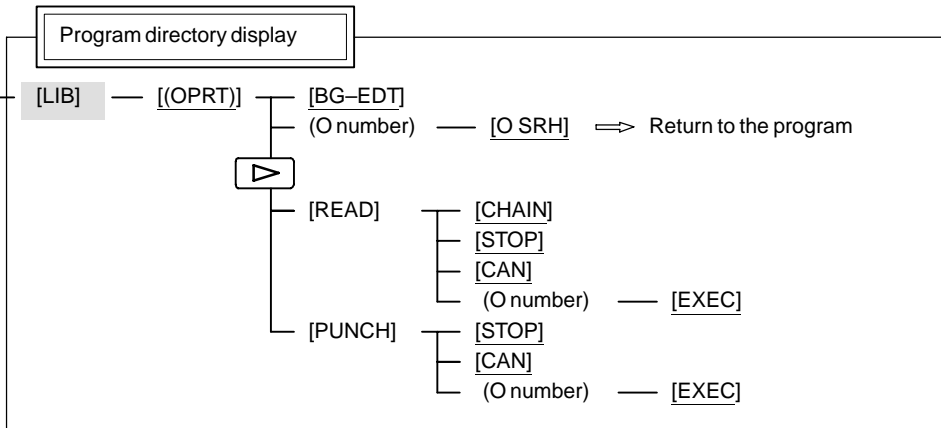 Program directory display
[LIB] [(OPRT)] [BG–EDT]
(O number) [O SRH] Return to the program
[READ] [CHAIN]
[STOP]
[CAN]
(O number) [EXEC]
[PUNCH] [STOP]
[CAN]
(O number) [EXEC]